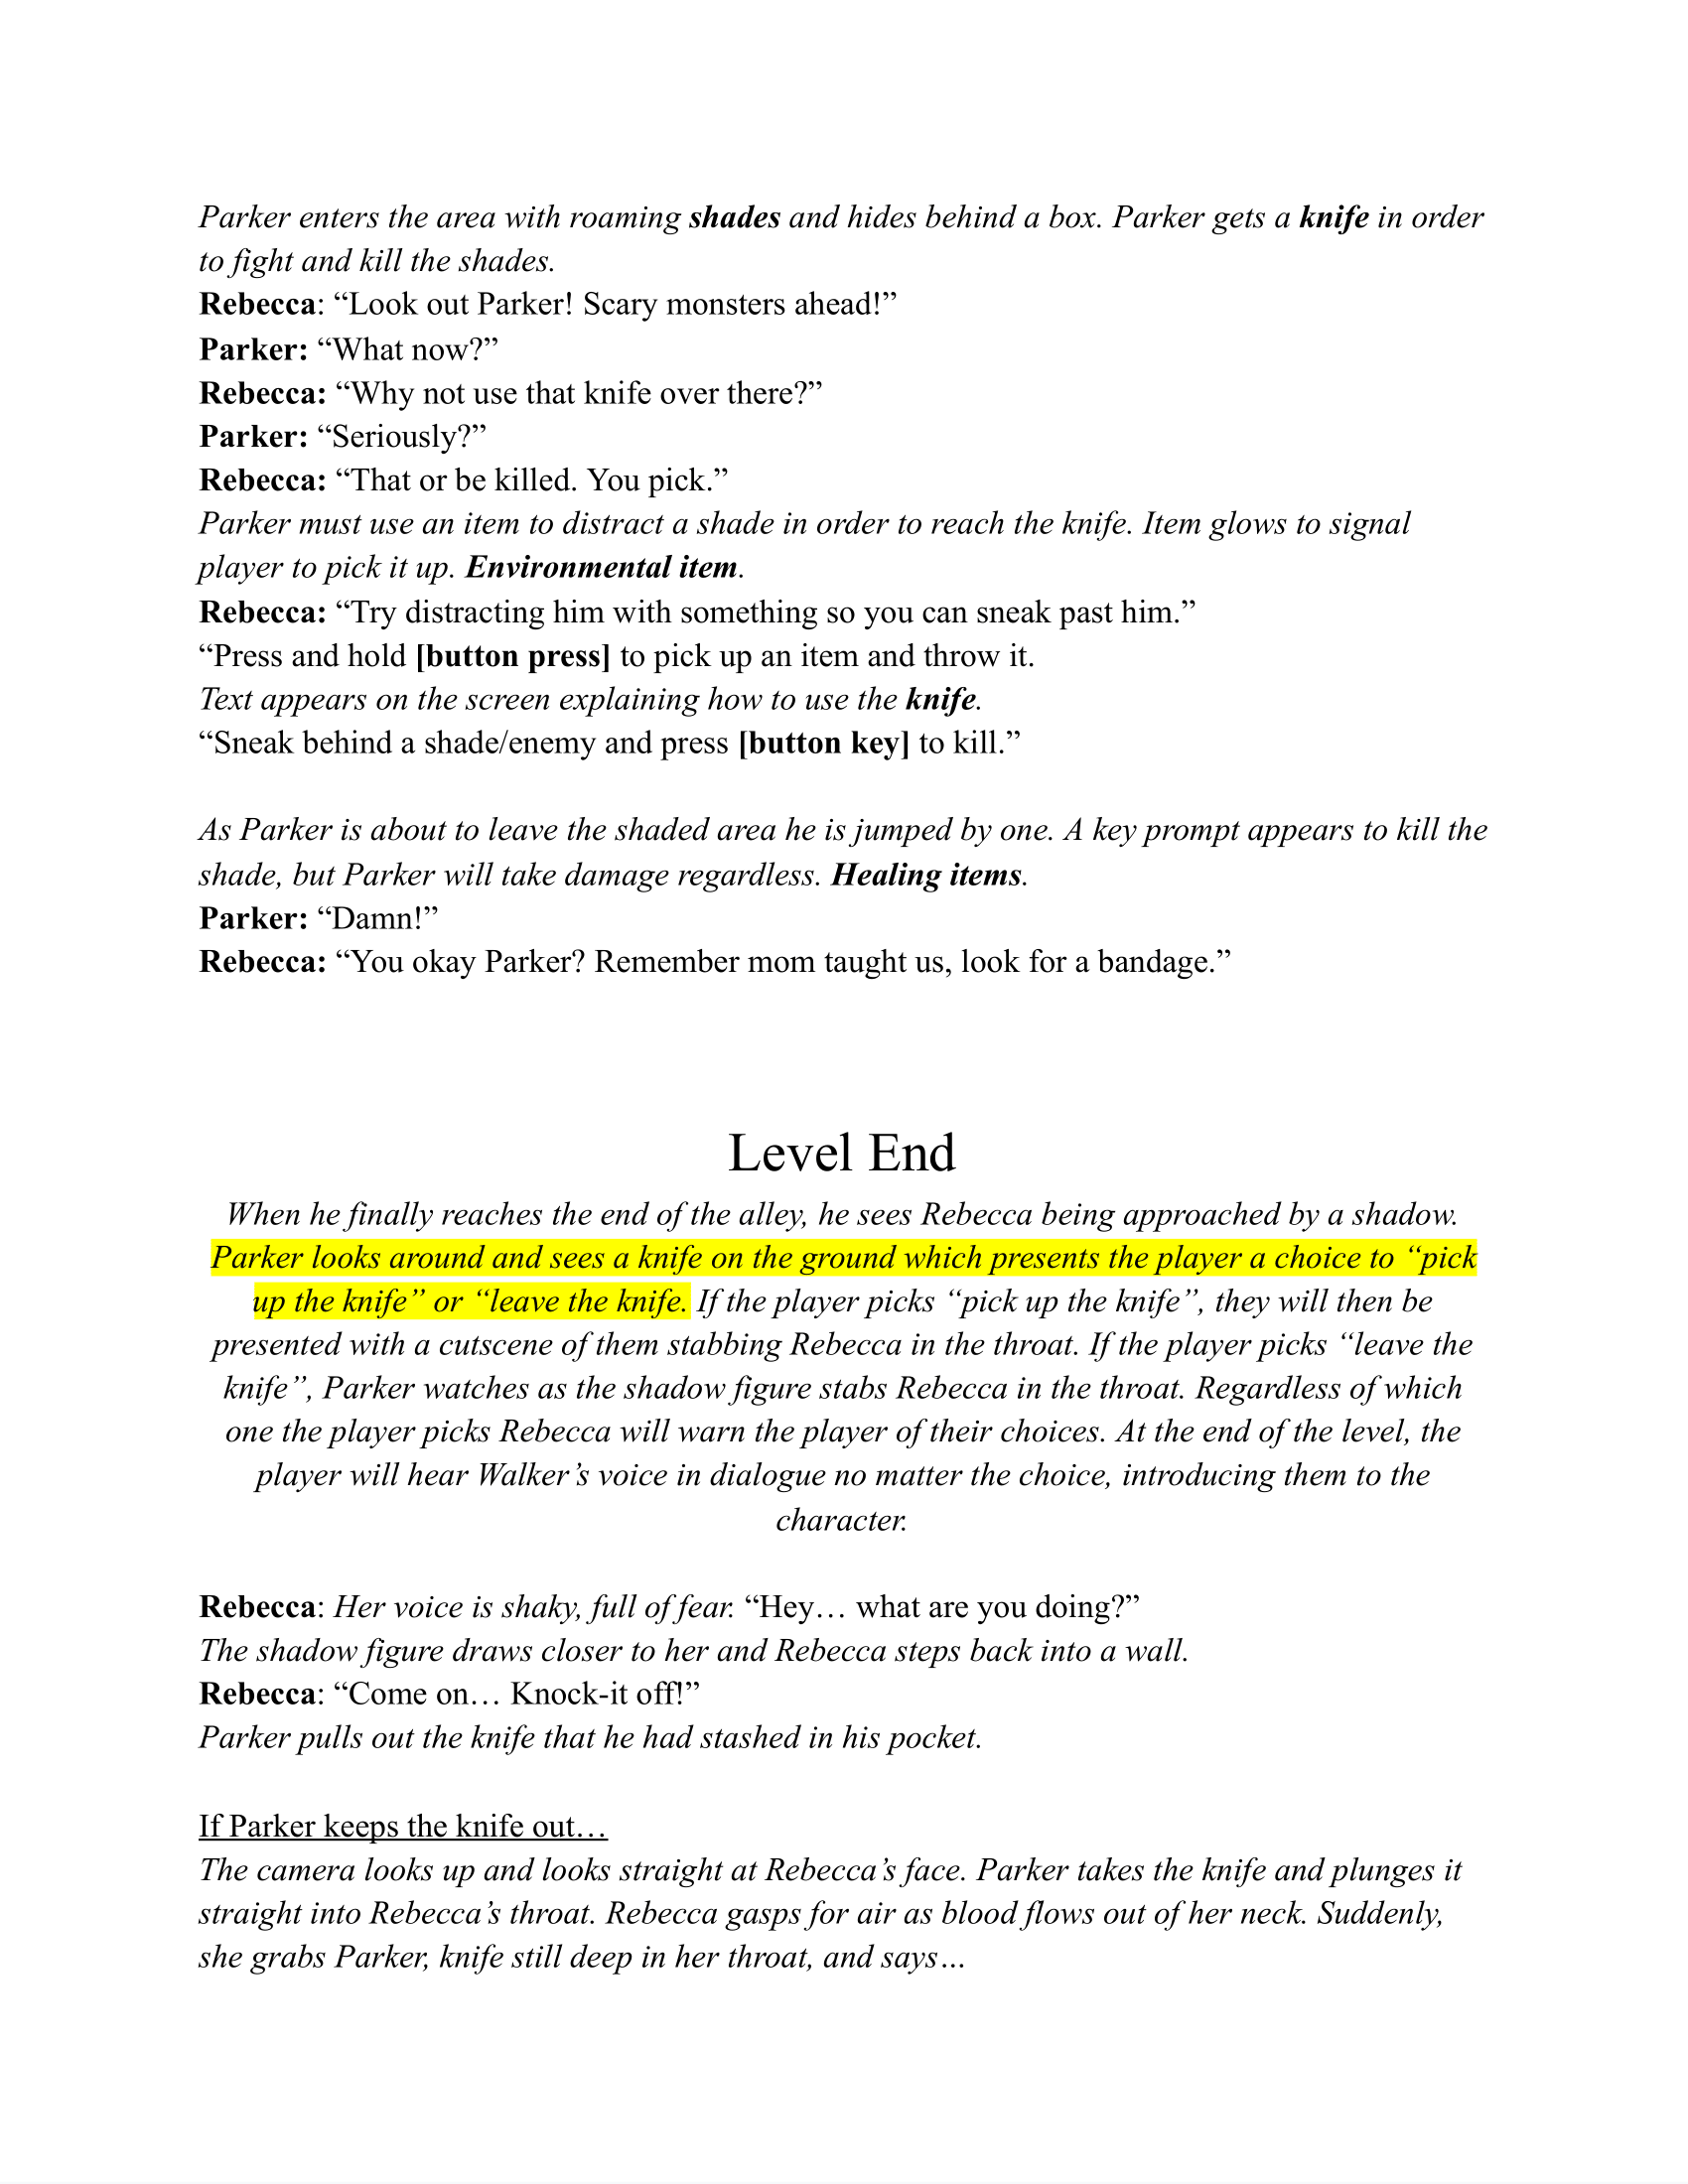 Parker enters the area with roaming shades and hides behind a box. Parker gets a knife in order
to fight and kill the shades.
Rebecca: “Look out Parker! Scary monsters ahead!”
Parker: “What now?”
Rebecca: “Why not use that knife over there?”
Parker: “Seriously?”
Rebecca: “That or be killed. You pick.”
Parker must use an item to distract a shade in order to reach the knife. Item glows to signal
player to pick it up. Environmental item.
Rebecca: “Try distracting him with something so you can sneak past him.”
“Press and hold [button press] to pick up an item and throw it.
Text appears on the screen explaining how to use the knife.
“Sneak behind a shade/enemy and press [button key] to kill.”
As Parker is about to leave the shaded area he is jumped by one. A key prompt appears to kill the
shade, but Parker will take damage regardless. Healing items.
Parker: “Damn!”
Rebecca: “You okay Parker? Remember mom taught us, look for a bandage.”
Level End
When he finally reaches the end of the alley, he sees Rebecca being approached by a shadow.
Parker looks around and sees a knife on the ground which presents the player a choice to “pick
up the knife” or “leave the knife. If the player picks “pick up the knife”, they will then be
presented with a cutscene of them stabbing Rebecca in the throat. If the player picks “leave the
knife”, Parker watches as the shadow figure stabs Rebecca in the throat. Regardless of which
one the player picks Rebecca will warn the player of their choices. At the end of the level, the
player will hear Walker’s voice in dialogue no matter the choice, introducing them to the
character.
Rebecca: Her voice is shaky, full of fear. “Hey… what are you doing?”
The shadow figure draws closer to her and Rebecca steps back into a wall.
Rebecca: “Come on… Knock-it off!”
Parker pulls out the knife that he had stashed in his pocket.
If Parker keeps the knife out…
The camera looks up and looks straight at Rebecca’s face. Parker takes the knife and plunges it
straight into Rebecca’s throat. Rebecca gasps for air as blood flows out of her neck. Suddenly,
she grabs Parker, knife still deep in her throat, and says…